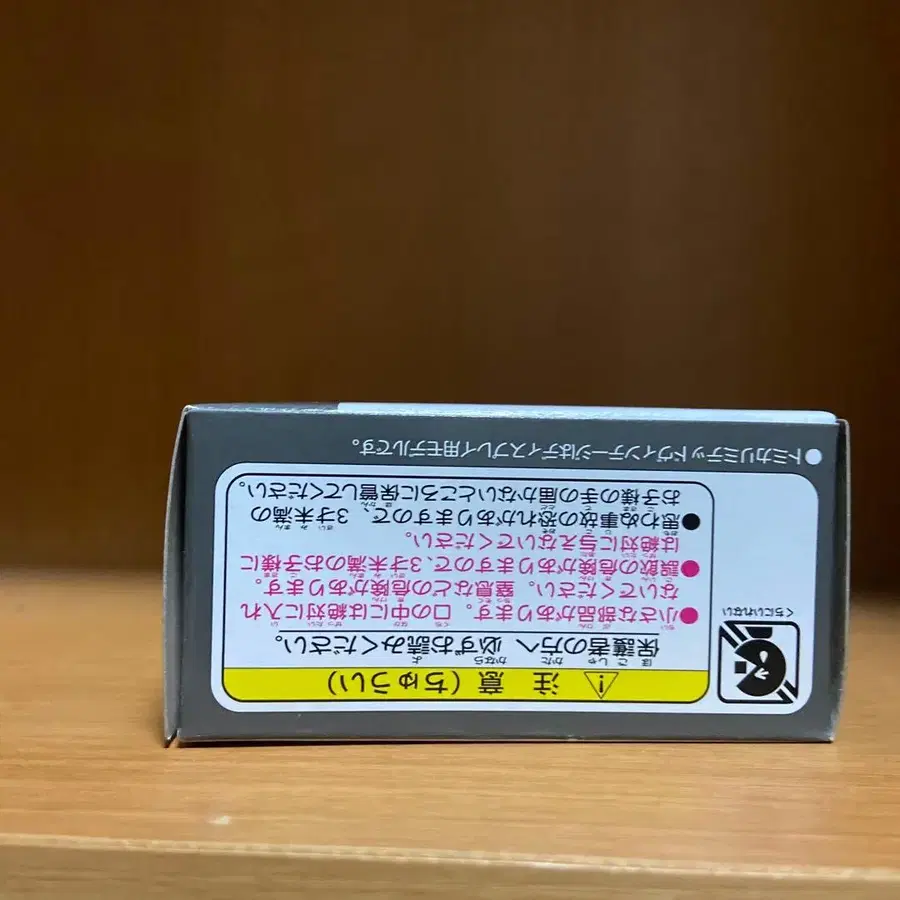 注意(ちゅうい)
保護者の方へ 必ずお読みください。
●小さな部品があります。口の中には絶対に入れ
ないでください。窒息などの危険があります。
●誤飲の危険がありますので、3才未満のお子様に
は絶対に与えないでください。
●思わぬ事故の恐れがありますので、3才未満の
お子様の手の届かないところに保管してください。
くちにいれない
●トミカリミテッドヴィンテージはディスプレイ用モデルです。